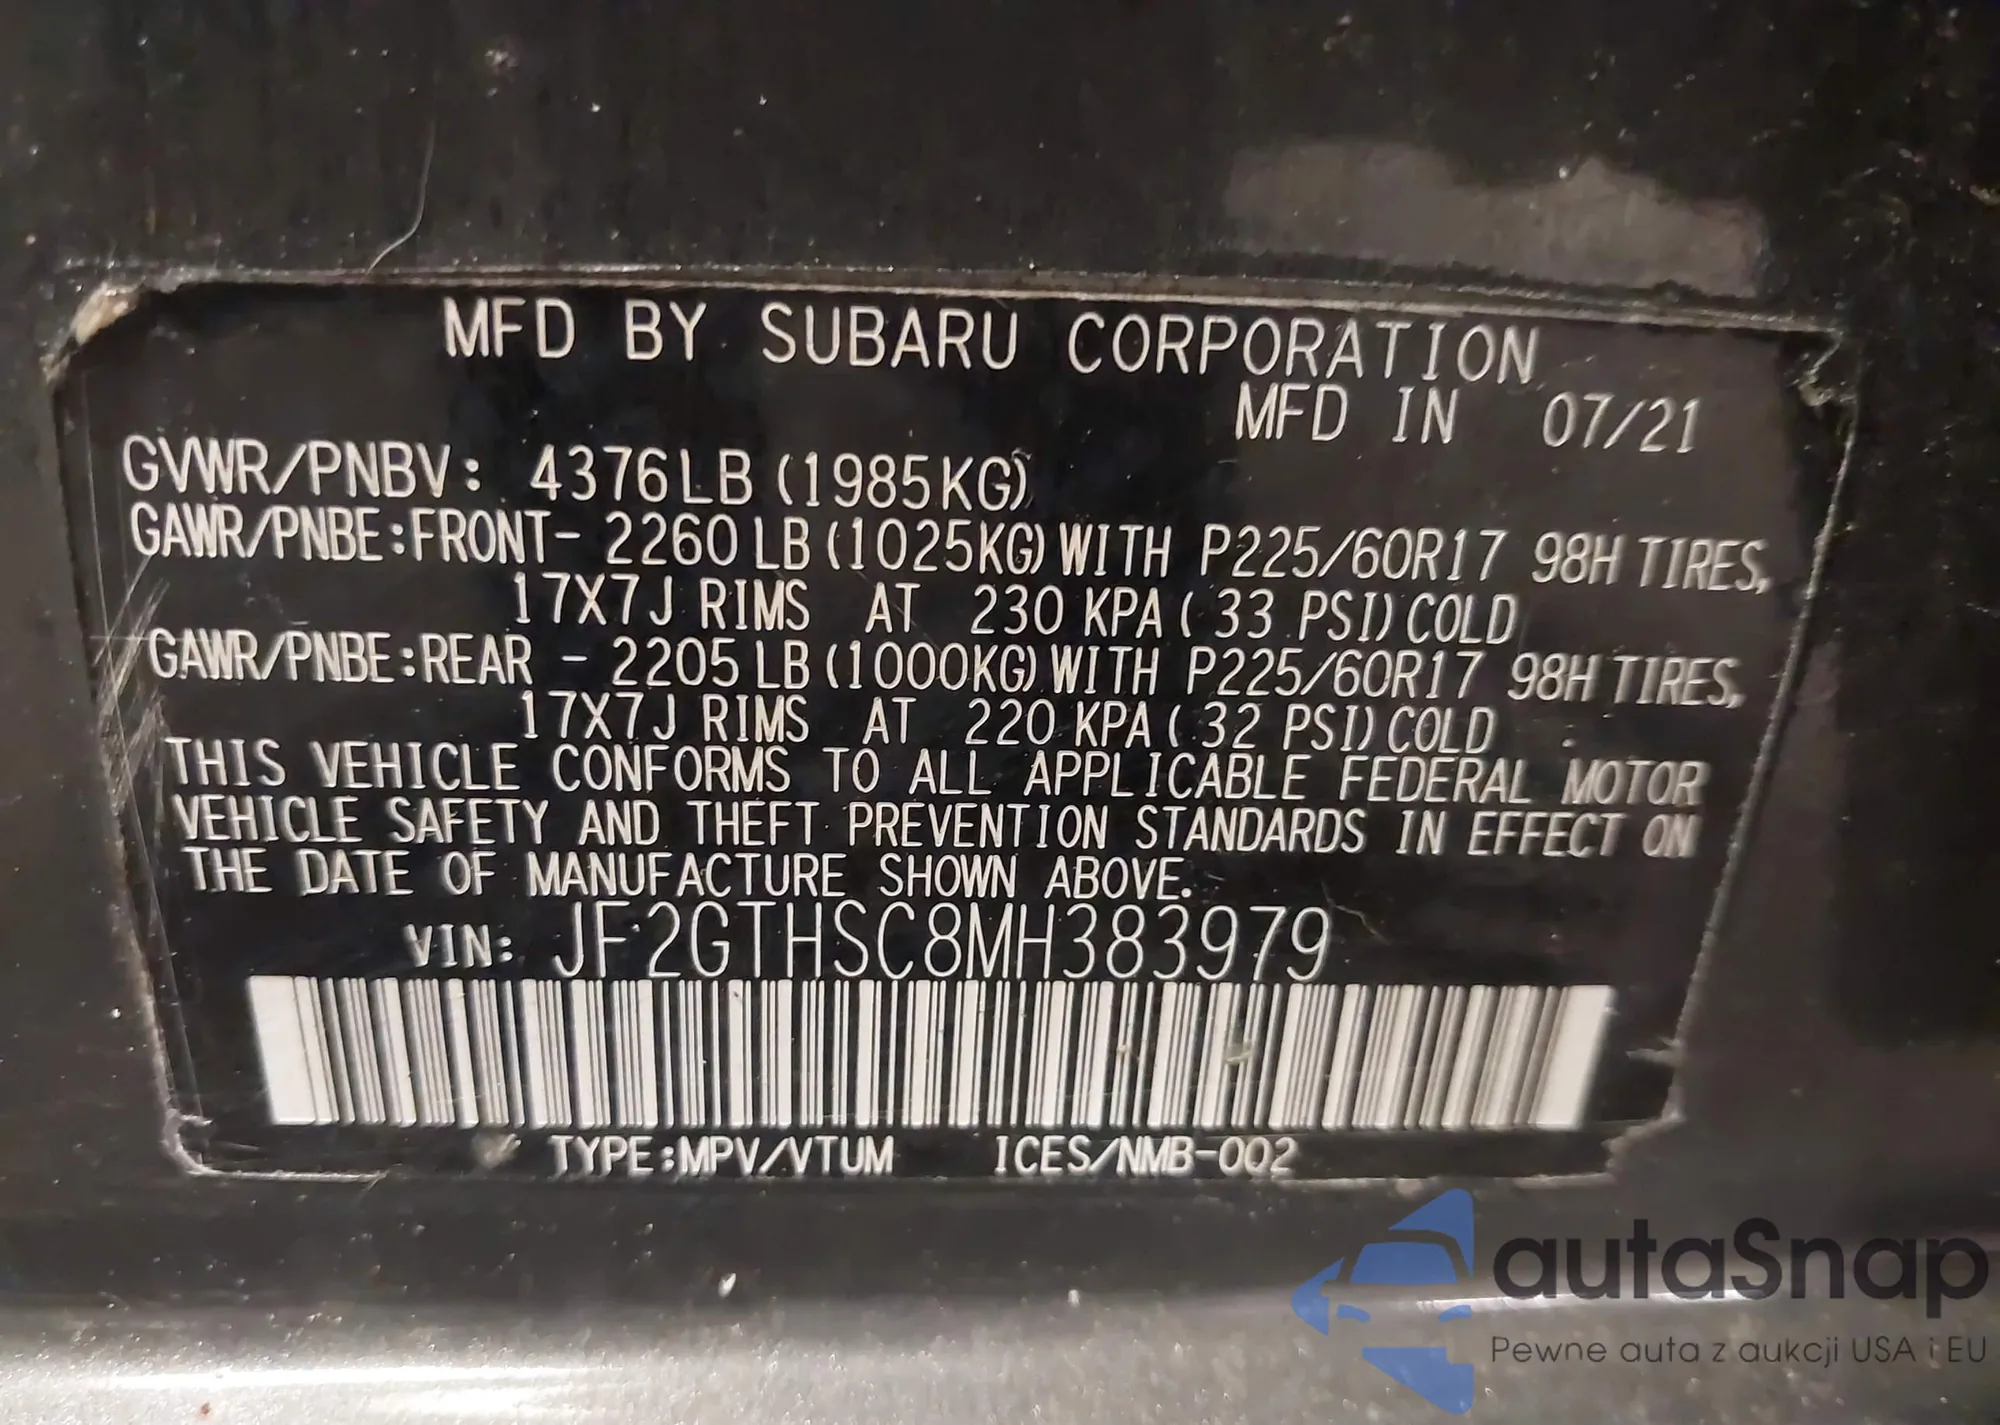 MFD BY SUBARU CORPORATION
MFD IN 07/21
GVWR/PNBV: 4376LB (1985KG)
GAWR/PNBE:FRONT- 2260 LB (1025KG) WITH P225/60R17 98H TIRES,
17X7J RIMS AT 230 KPA ( 33 PSI) COLD
GAWR/PNBE:REAR - 2205 LB (1000KG) WITH P225/60R17 98H TIRES,
17X7J RIMS AT 220 KPA ( 32 PSI) COLD
THIS VEHICLE CONFORMS TO ALL APPLICABLE FEDERAL MOTOR
VEHICLE SAFETY AND THEFT PREVENTION STANDARDS IN EFFECT ON
THE DATE OF MANUFACTURE SHOWN ABOVE.
VIN: JF2GTHSC8MH383979
TYPE:MPV/VTUM ICES/NMB-002
autaSnap
Pewne auta z aukcji USA i EU